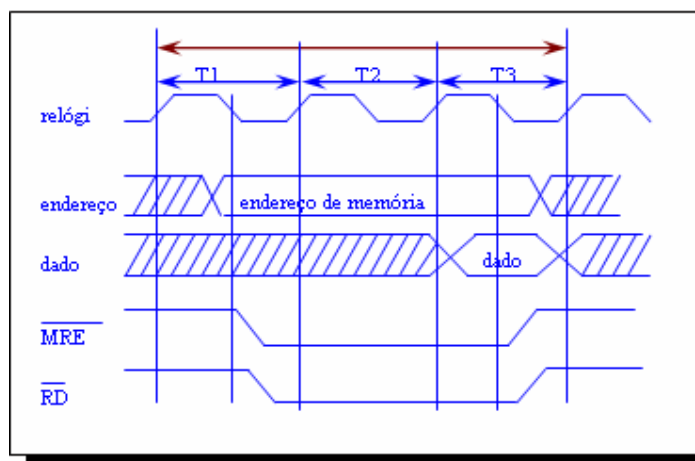 T1 T2 T3
relógi
endereço endereço de memória
dado dado
MRE
RD